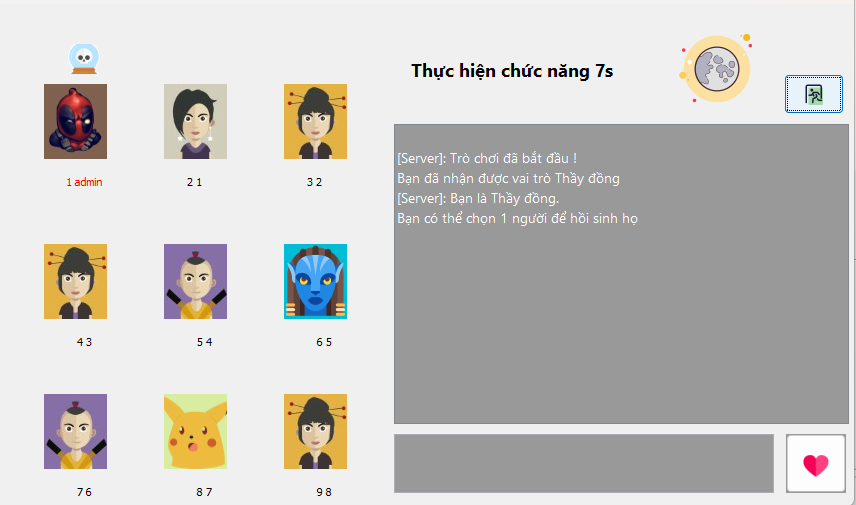 Thực hiện chức năng 7s
1 admin
2 1
3 2
4 3
5 4
6 5
7 6
8 7
9 8
[Server]: Trò chơi đã bắt đầu !
Bạn đã nhận được vai trò Thầy đồng
[Server]: Bạn là Thầy đồng.
Bạn có thể chọn 1 người để hồi sinh họ